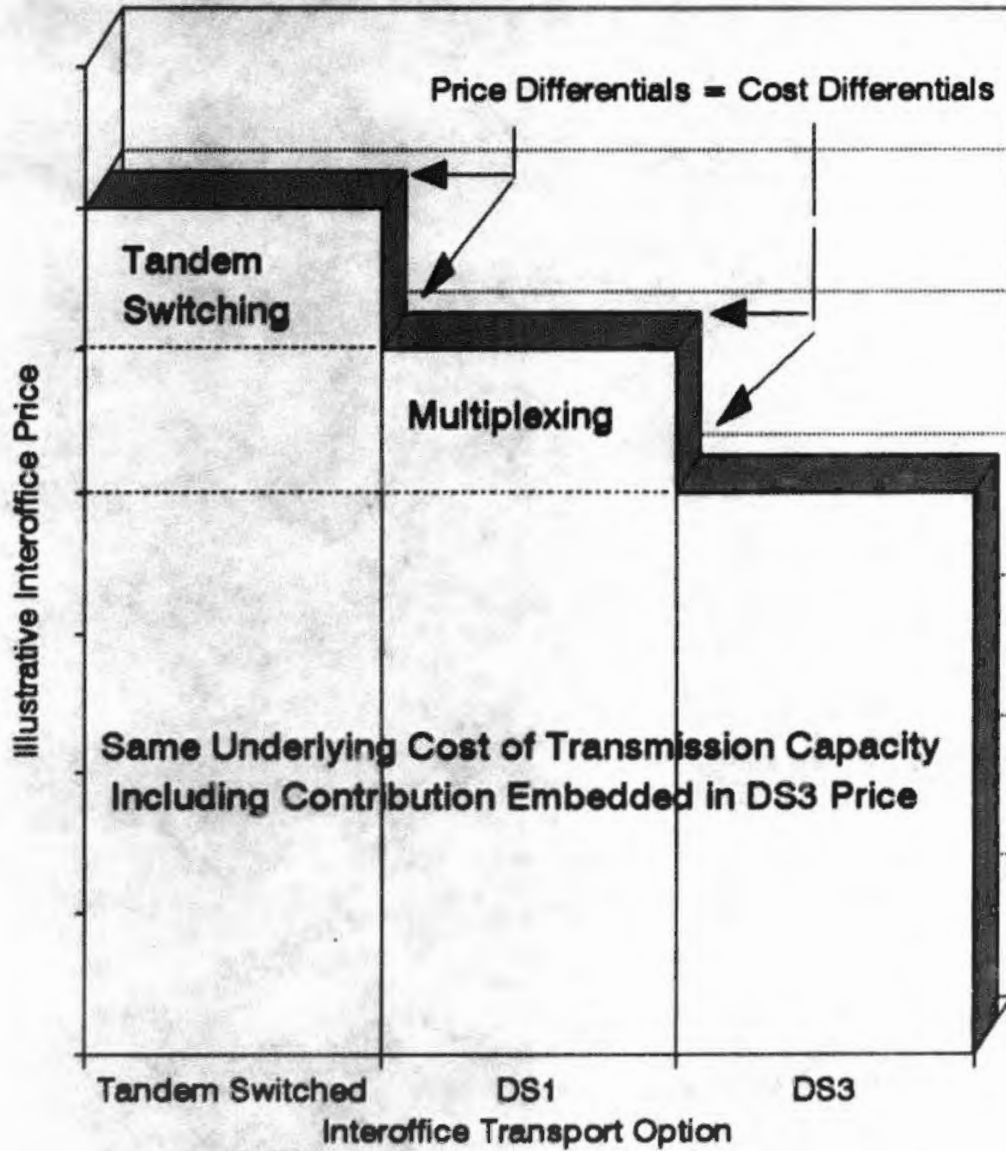 Price Differentials = Cost Differentials
Tandem
Switching
Multiplexing
Illustrative Interoffice Price
Same Underlying Cost of Transmission Capacity
Including Contribution Embedded in DS3 Price
Tandem Switched
DS1
DS3
Interoffice Transport Option